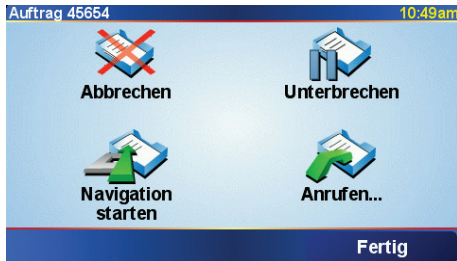 Auftrag 45654 10:49am
Abbrechen Unterbrechen
Navigation
starten
Anrufen...
Fertig